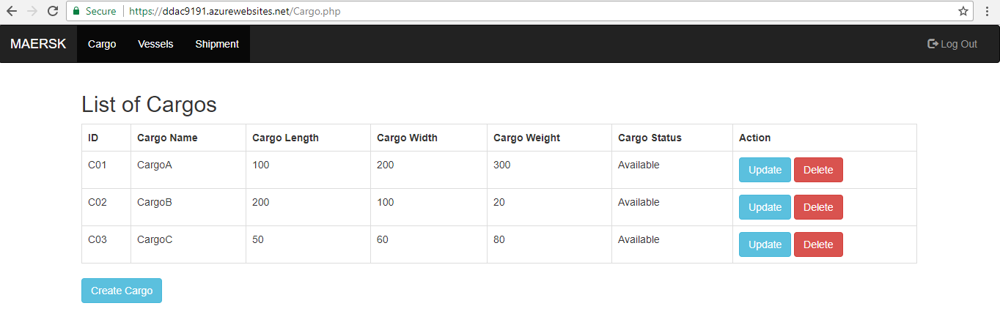 Secure https://ddac9191.azurewebsites.net/Cargo.php
MAERSK Cargo Vessels Shipment Log Out
List of Cargos
ID Cargo Name Cargo Length Cargo Width Cargo Weight Cargo Status Action
C01 CargoA 100 200 300 Available Update Delete
C02 CargoB 200 100 20 Available Update Delete
C03 CargoC 50 60 80 Available Update Delete
Create Cargo